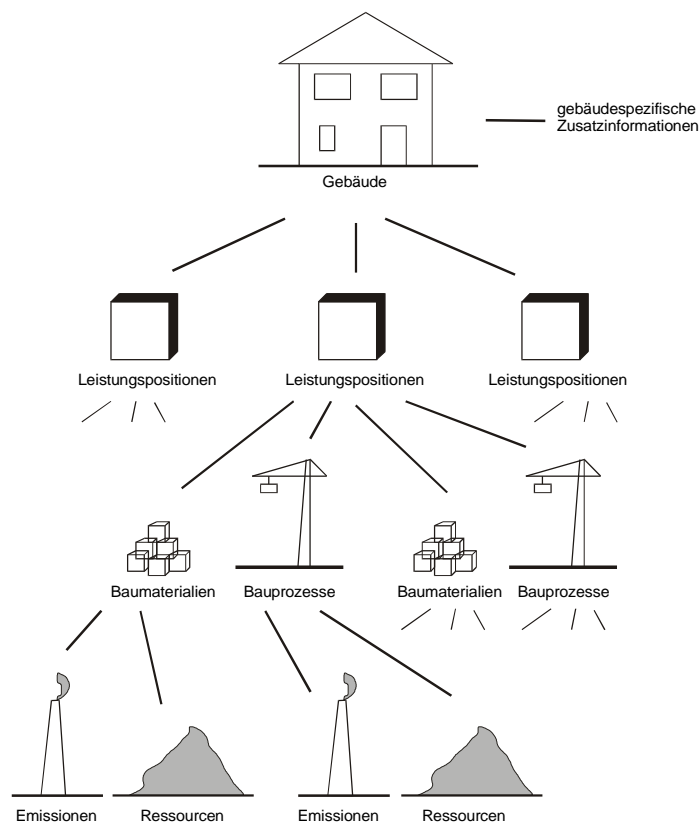 gebäudespezifische
Zusatzinformationen
Gebäude
Leistungspositionen
Leistungspositionen
Leistungspositionen
Baumaterialien
Bauprozesse
Baumaterialien
Bauprozesse
Emissionen
Ressourcen
Emissionen
Ressourcen